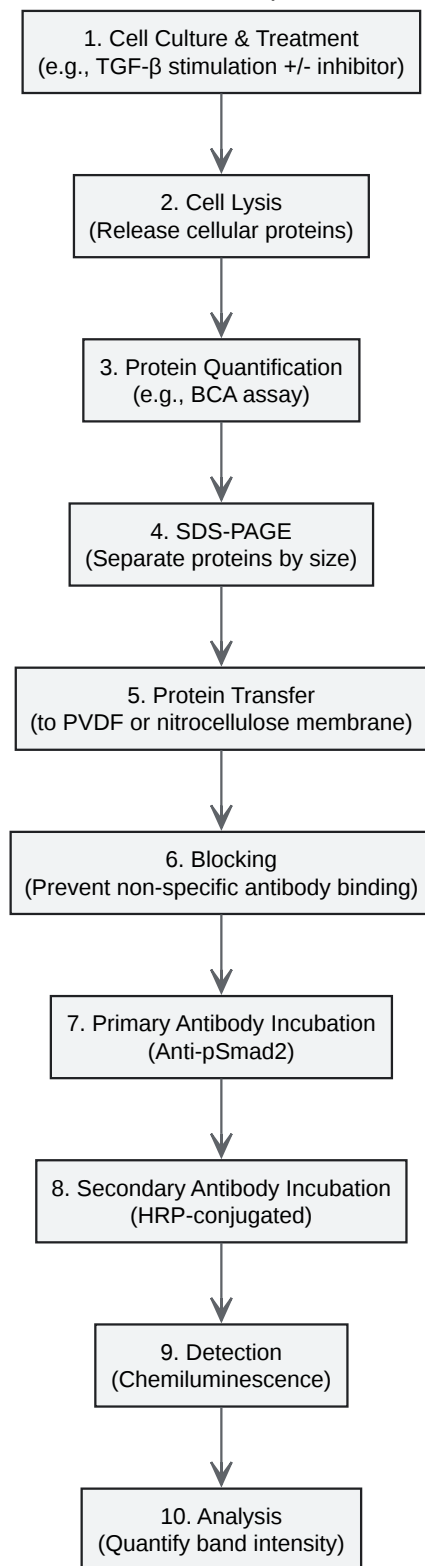 1. Cell Culture & Treatment
(e.g., TGF-β stimulation +/- inhibitor)
2. Cell Lysis
(Release cellular proteins)
3. Protein Quantification
(e.g., BCA assay)
4. SDS-PAGE
(Separate proteins by size)
5. Protein Transfer
(to PVDF or nitrocellulose membrane)
6. Blocking
(Prevent non-specific antibody binding)
7. Primary Antibody Incubation
(Anti-pSmad2)
8. Secondary Antibody Incubation
(HRP-conjugated)
9. Detection
(Chemiluminescence)
10. Analysis
(Quantify band intensity)